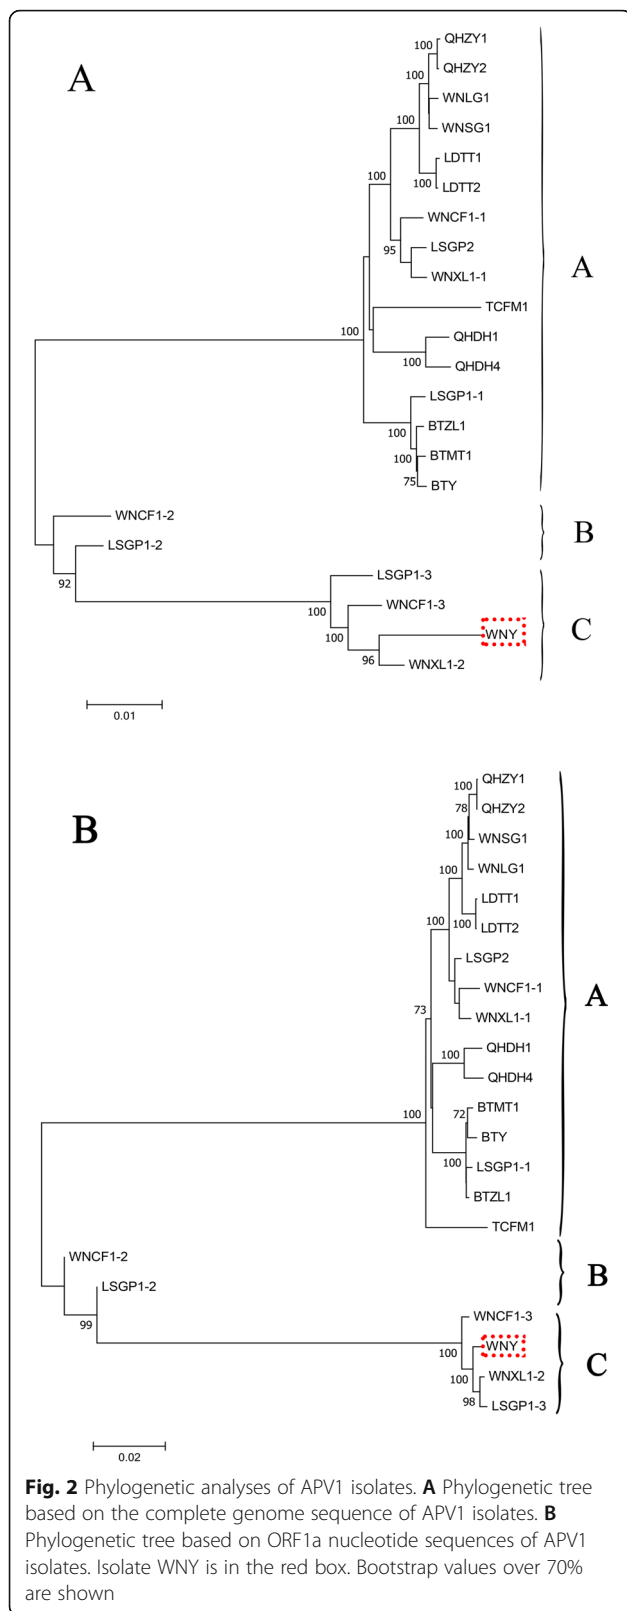 A
100
QHZY1
100
QHZY2
100
WNLG1
WNSG1
LDTT1
100
LDTT2
100
WNCF1-1
95
LSGP2
WNXL1-1
A
TCFM1
100
QHDH1
100
QHDH4
LSGP1-1
100
BTZL1
100
BTMT1
75
BTY
WNCF1-2
B
LSGP1-2
92
LSGP1-3
100
WNCF1-3
100
WNY
C
96
WNXL1-2
0.01
B
100
QHZY1
78
QHZY2
100
WNSG1
100
WNLG1
LDTT1
100
100
LDTT2
LSGP2
WNCF1-1
A
73
WNXL1-1
100
QHDH1
QHDH4
72
BTMT1
100
BTY
100
LSGP1-1
BTZL1
TCFM1
WNCF1-2
B
LSGP1-2
99
WNCF1-3
100
WNY
C
100
WNXL1-2
98
LSGP1-3
0.02
Fig. 2 Phylogenetic analyses of APV1 isolates. A Phylogenetic tree
based on the complete genome sequence of APV1 isolates. B
Phylogenetic tree based on ORF1a nucleotide sequences of APV1
isolates. Isolate WNY is in the red box. Bootstrap values over 70%
are shown